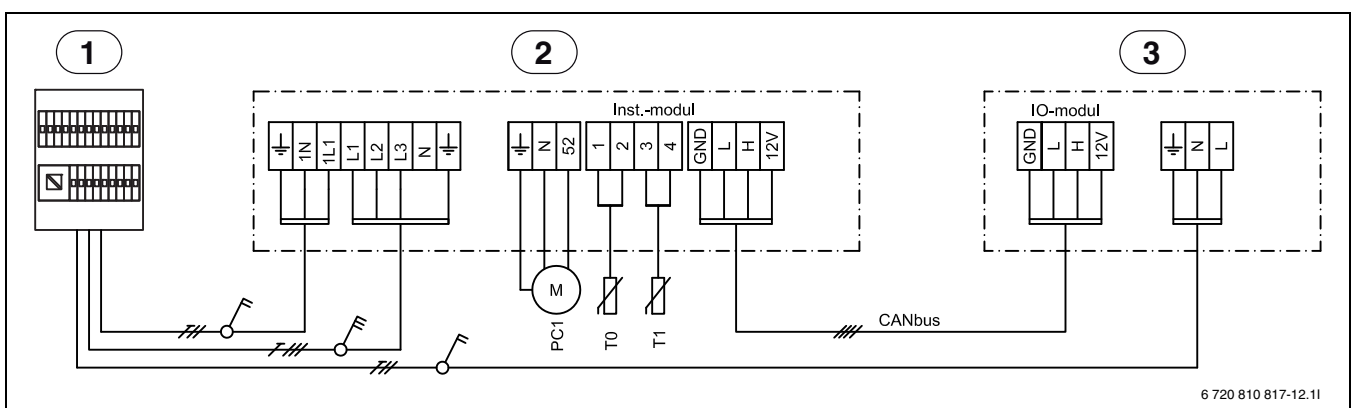 1
2
3
Inst.-modul
IO-modul
1N 1L1 L1 L2 L3 N
N 52
1 2 3 4
GND L H 12V
GND L H 12V
N L
M
PC1
T0
T1
CANbus
6 720 810 817-12.1I